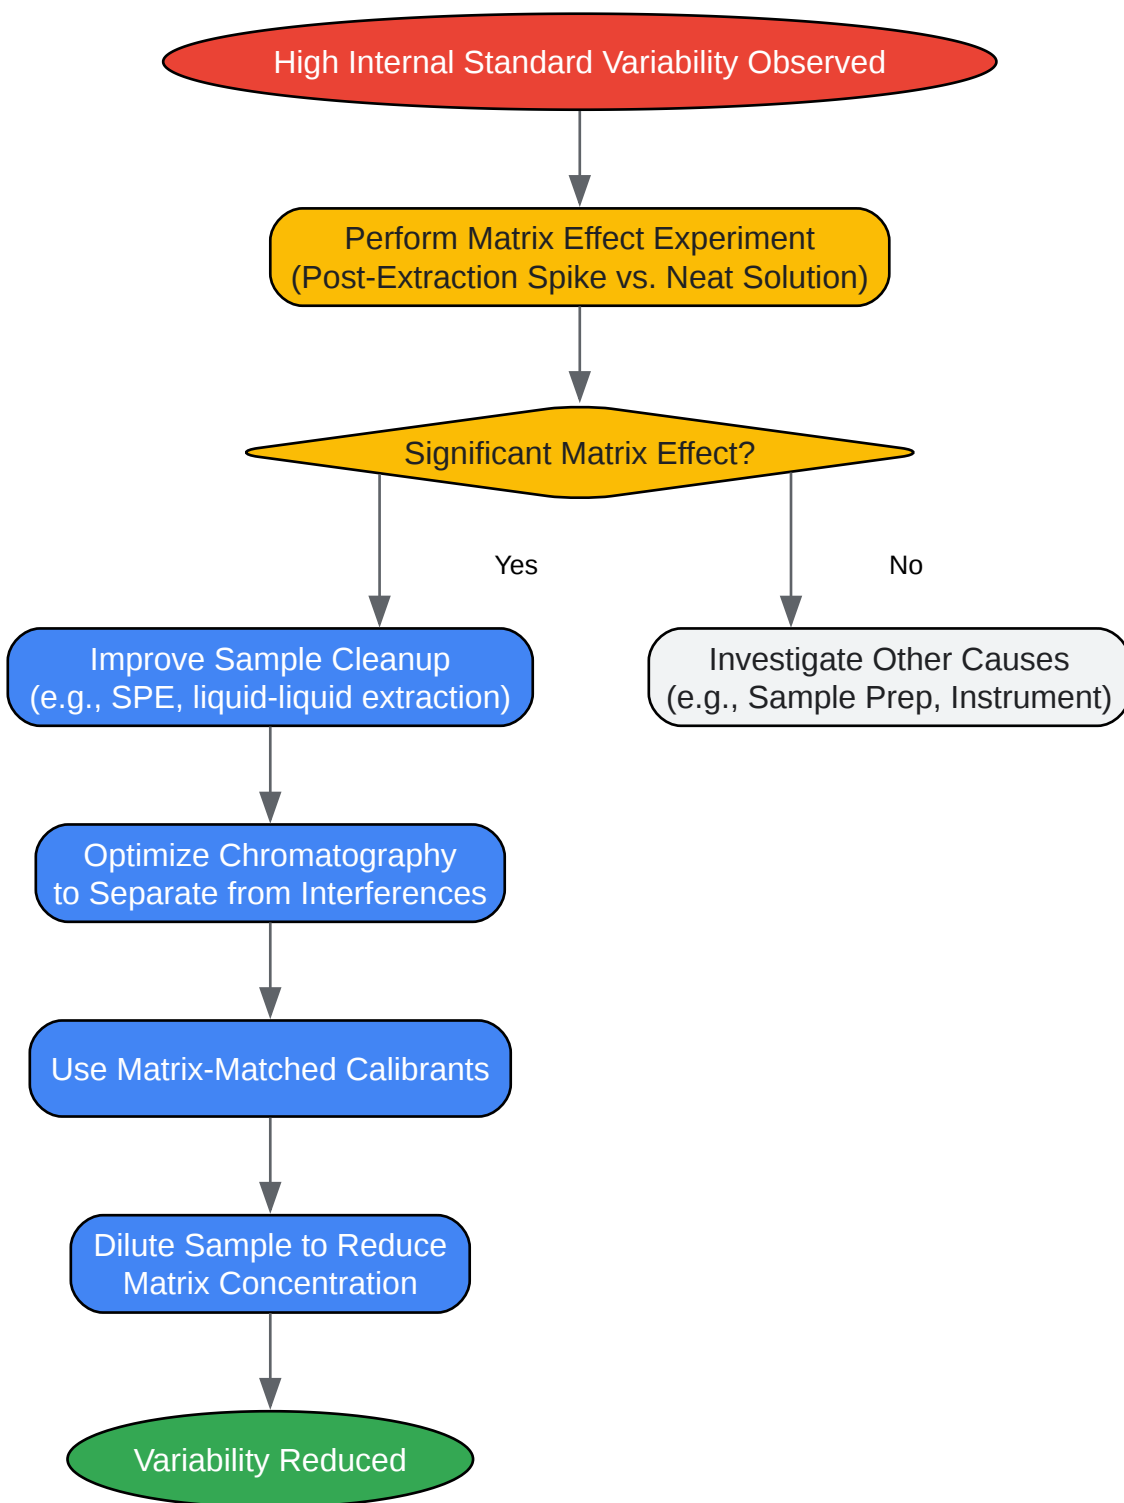 High Internal Standard Variability Observed
Perform Matrix Effect Experiment
(Post-Extraction Spike vs. Neat Solution)
Significant Matrix Effect?
Yes
No
Improve Sample Cleanup
(e.g., SPE, liquid-liquid extraction)
Investigate Other Causes
(e.g., Sample Prep, Instrument)
Optimize Chromatography
to Separate from Interferences
Use Matrix-Matched Calibrants
Dilute Sample to Reduce
Matrix Concentration
Variability Reduced